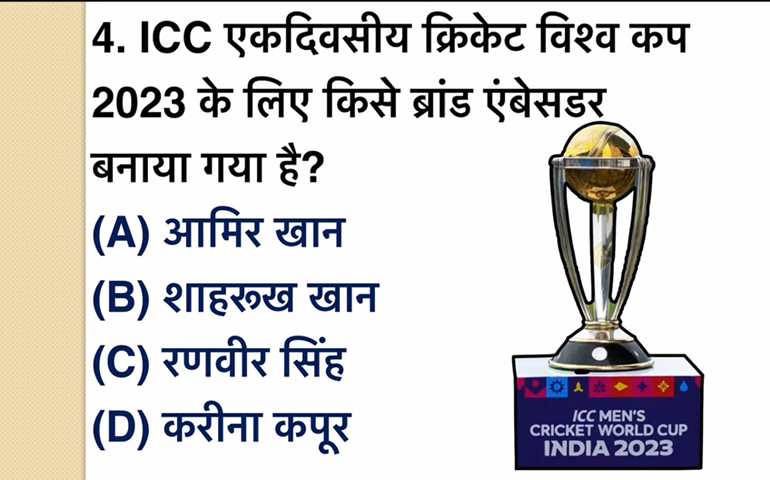 4. ICC एकदिवसीय क्रिकेट विश्व कप
2023 के लिए किसे ब्रांड एंबेसडर
बनाया गया है?
(A) आमिर खान
(B) शाहरूख खान
(C) रणवीर सिंह
(D) करीना कपूर
ICC MEN'S
CRICKET WORLD CUP
INDIA 2023